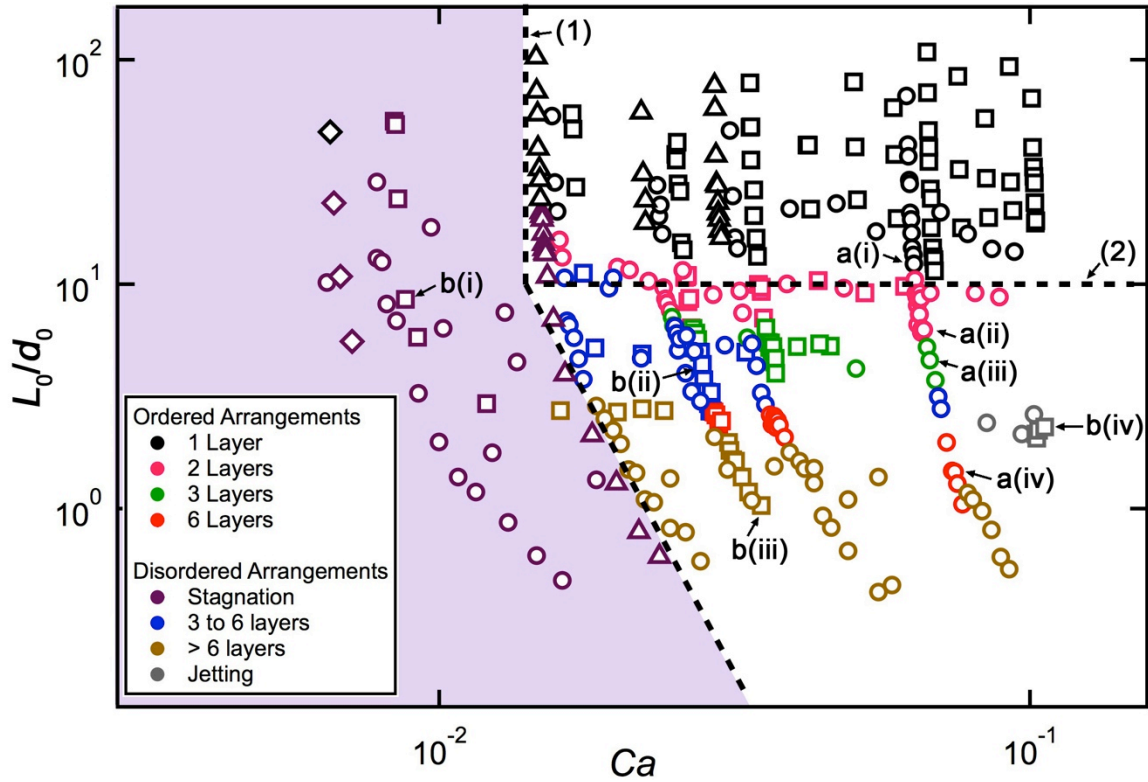 10²
(1)
(2)
a(i)
10¹
b(i)
a(ii)
a(iii)
b(ii)
L₀/d₀
Ordered Arrangements
1 Layer
2 Layers
3 Layers
6 Layers
Disordered Arrangements
Stagnation
3 to 6 layers
> 6 layers
Jetting
b(iv)
a(iv)
10⁰
b(iii)
10⁻²
Ca
10⁻¹